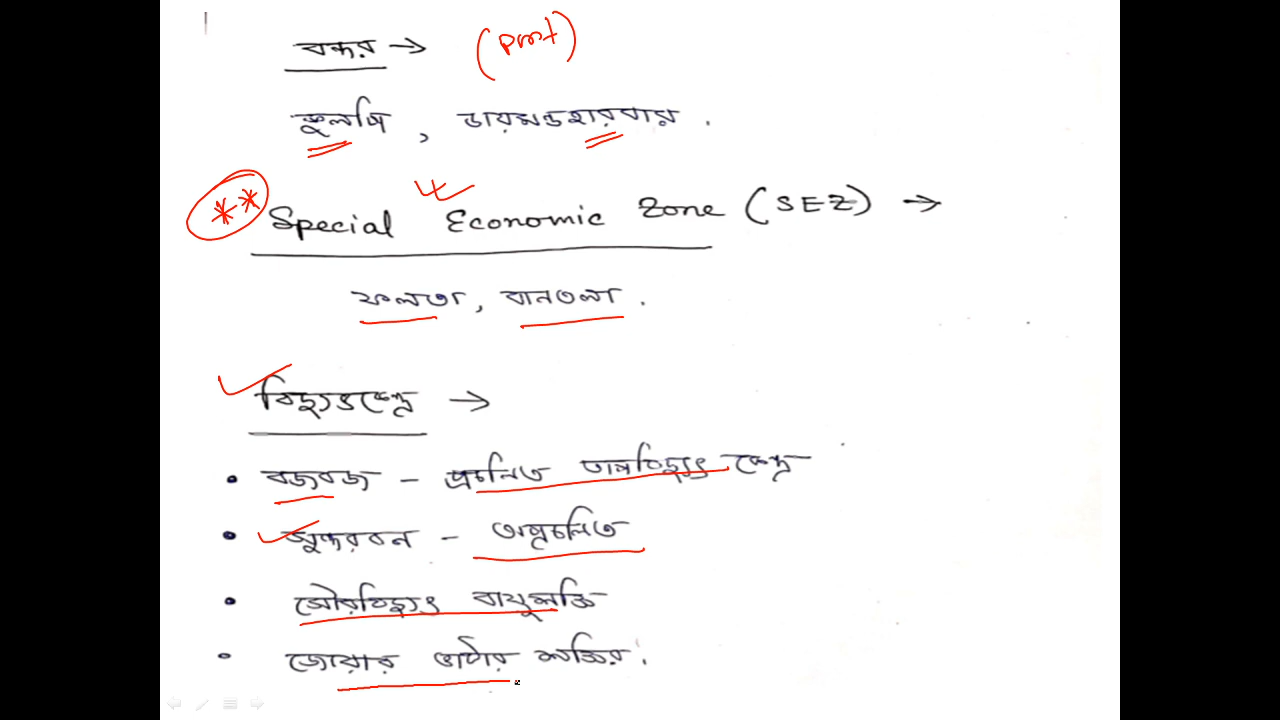 বন্দর → (Port)
কুলপি, ডায়মন্ডহারবার.
** Special Economic Zone (SEZ) →
ফলতা, বানতলা.
বিদ্যুৎকেন্দ্র →
• বজবজ - প্রচলিত তাপবিদ্যুৎ কেন্দ্র
• সুন্দরবন - অপ্রচলিত
• সৌরবিদ্যুৎ বায়ুশক্তি
• জোয়ার ভাটার শক্তির.